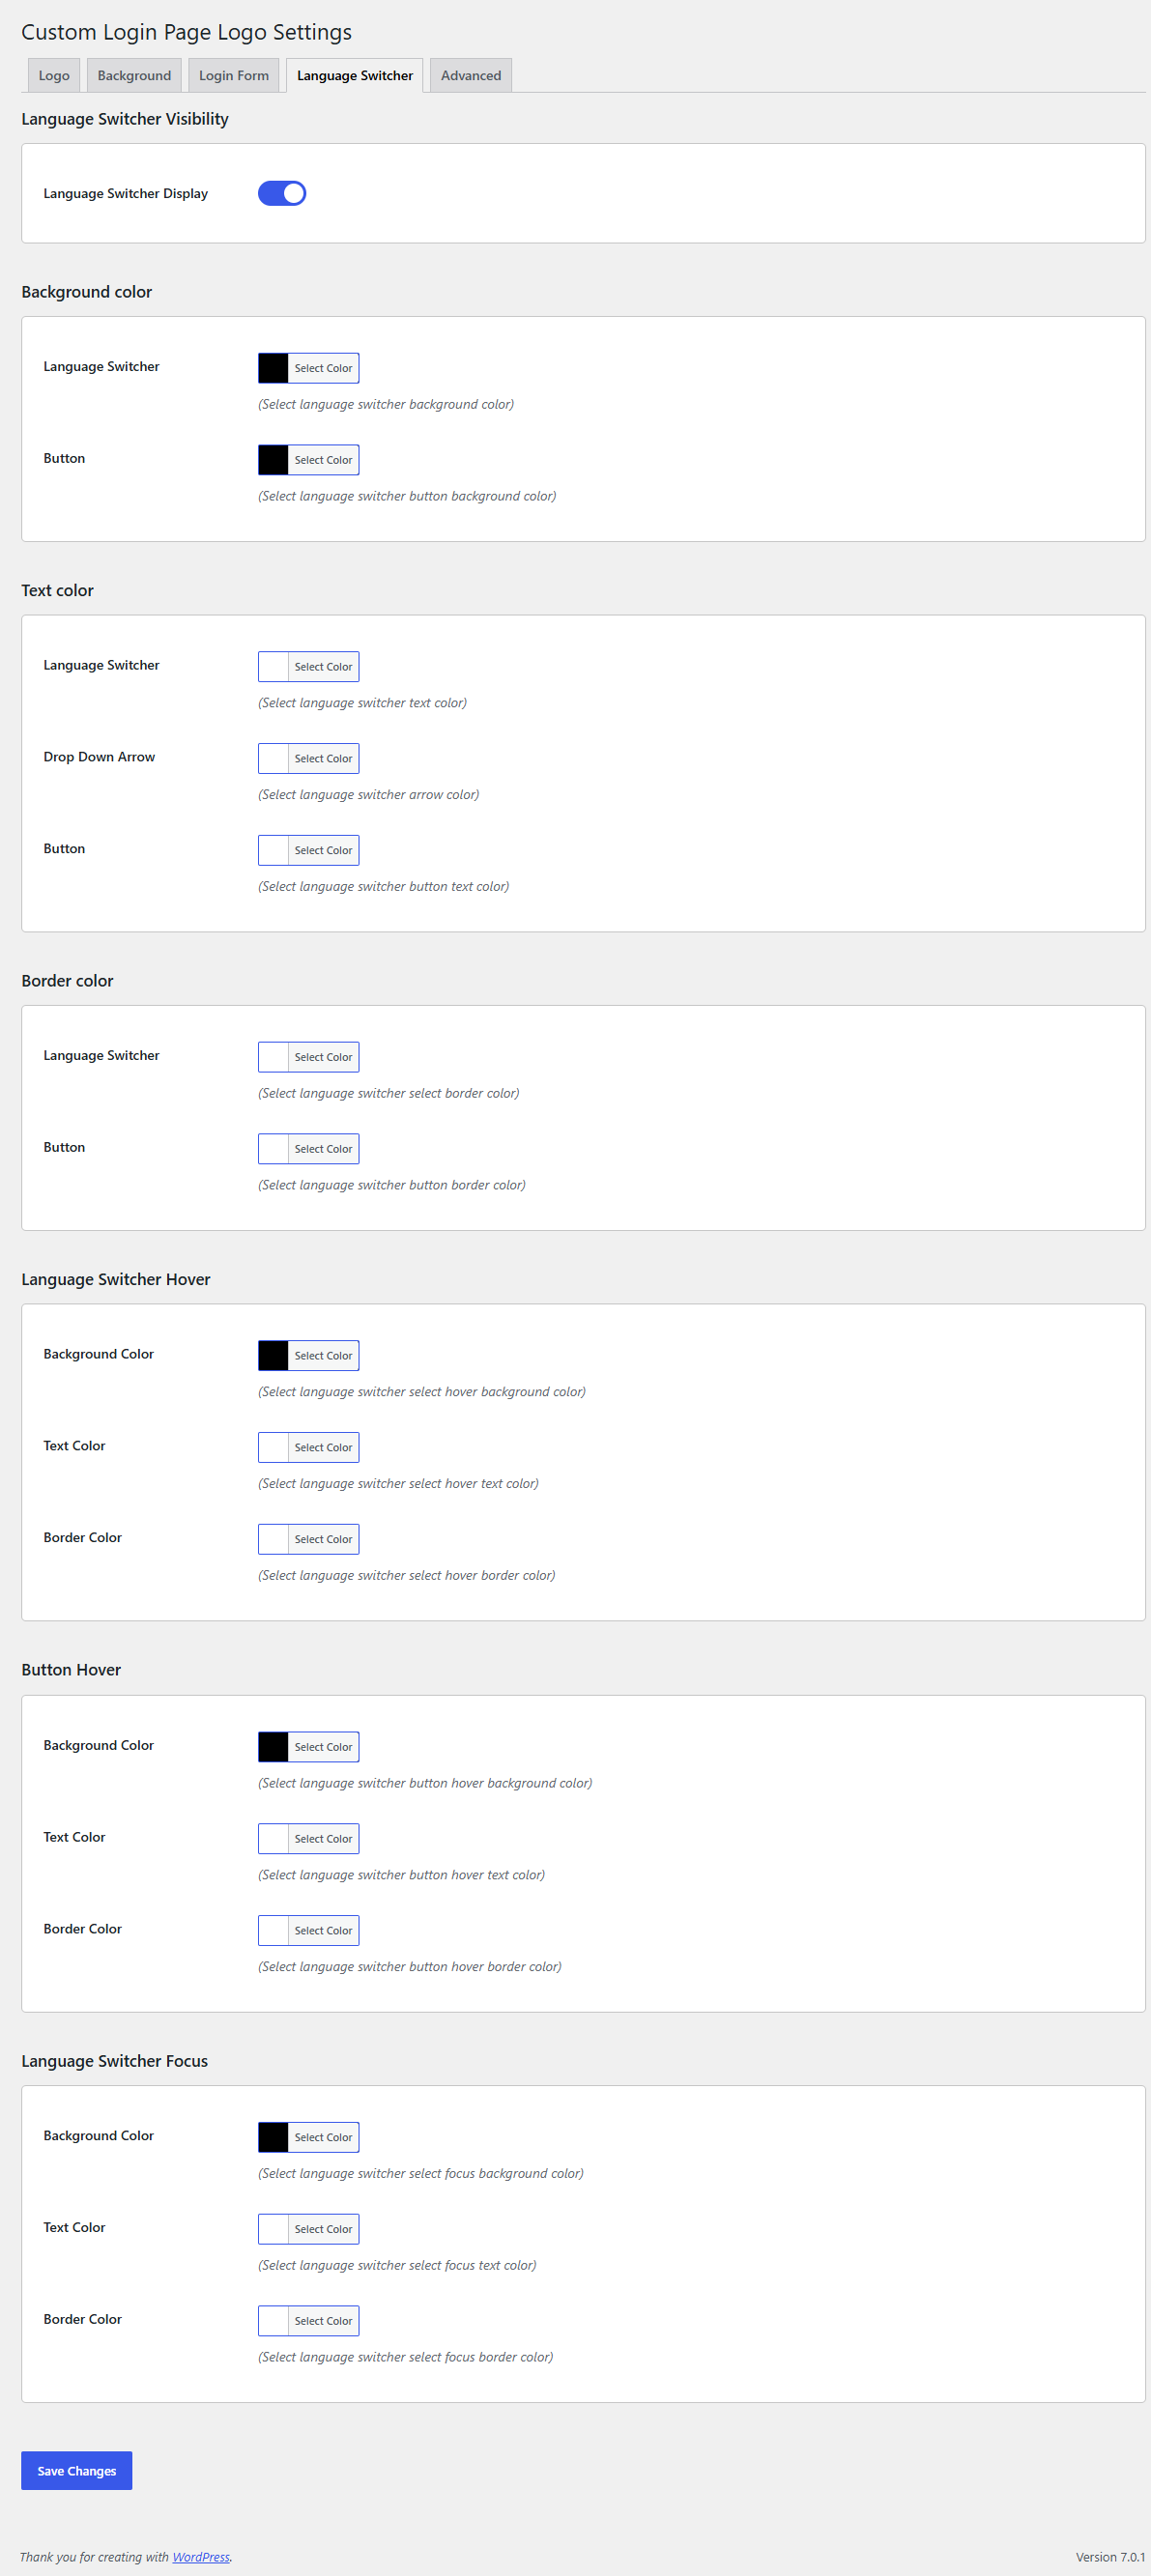 Custom Login Page Logo Settings
Logo Background Login Form Language Switcher Advanced
Language Switcher Visibility
Language Switcher Display
Background color
Language Switcher Select Color
(Select language switcher background color)
Button Select Color
(Select language switcher button background color)
Text color
Language Switcher Select Color
(Select language switcher text color)
Drop Down Arrow Select Color
(Select language switcher arrow color)
Button Select Color
(Select language switcher button text color)
Border color
Language Switcher Select Color
(Select language switcher select border color)
Button Select Color
(Select language switcher button border color)
Language Switcher Hover
Background Color Select Color
(Select language switcher select hover background color)
Text Color Select Color
(Select language switcher select hover text color)
Border Color Select Color
(Select language switcher select hover border color)
Button Hover
Background Color Select Color
(Select language switcher button hover background color)
Text Color Select Color
(Select language switcher button hover text color)
Border Color Select Color
(Select language switcher button hover border color)
Language Switcher Focus
Background Color Select Color
(Select language switcher select focus background color)
Text Color Select Color
(Select language switcher select focus text color)
Border Color Select Color
(Select language switcher select focus border color)
Save Changes
Thank you for creating with WordPress. Version 7.0.1